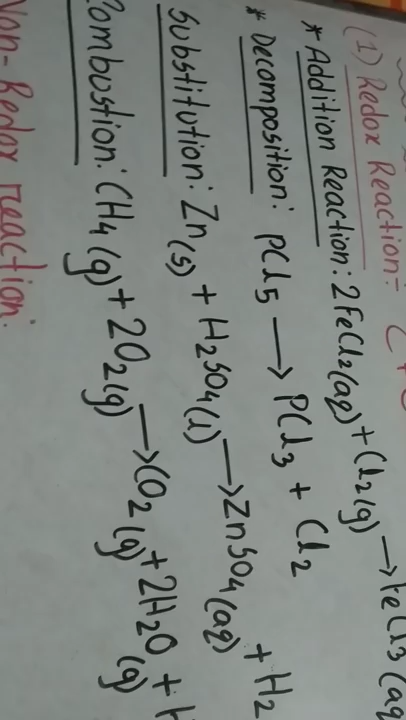 (1) Redox Reaction:
* Addition Reaction: 2FeCl2(aq) + Cl2(g) → FeCl3(aq
* Decomposition: PCl5 → PCl3 + Cl2
Substitution: Zn(s) + H2SO4(l) → ZnSO4(aq) + H2
Combustion: CH4(g) + 2O2(g) → CO2(g) + 2H2O(g) + H
Non-Redox Reaction: